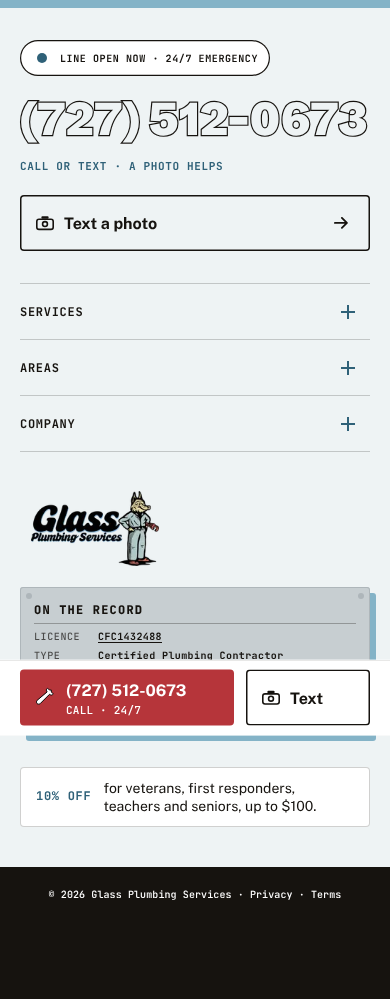 LINE OPEN NOW · 24/7 EMERGENCY
(727) 512-0673
CALL OR TEXT · A PHOTO HELPS
Text a photo
SERVICES
AREAS
COMPANY
Glass
Plumbing Services
ON THE RECORD
LICENCE CFC1432488
TYPE Certified Plumbing Contractor
(727) 512-0673
CALL · 24/7
Text
10% OFF for veterans, first responders,
teachers and seniors, up to $100.
© 2026 Glass Plumbing Services · Privacy · Terms